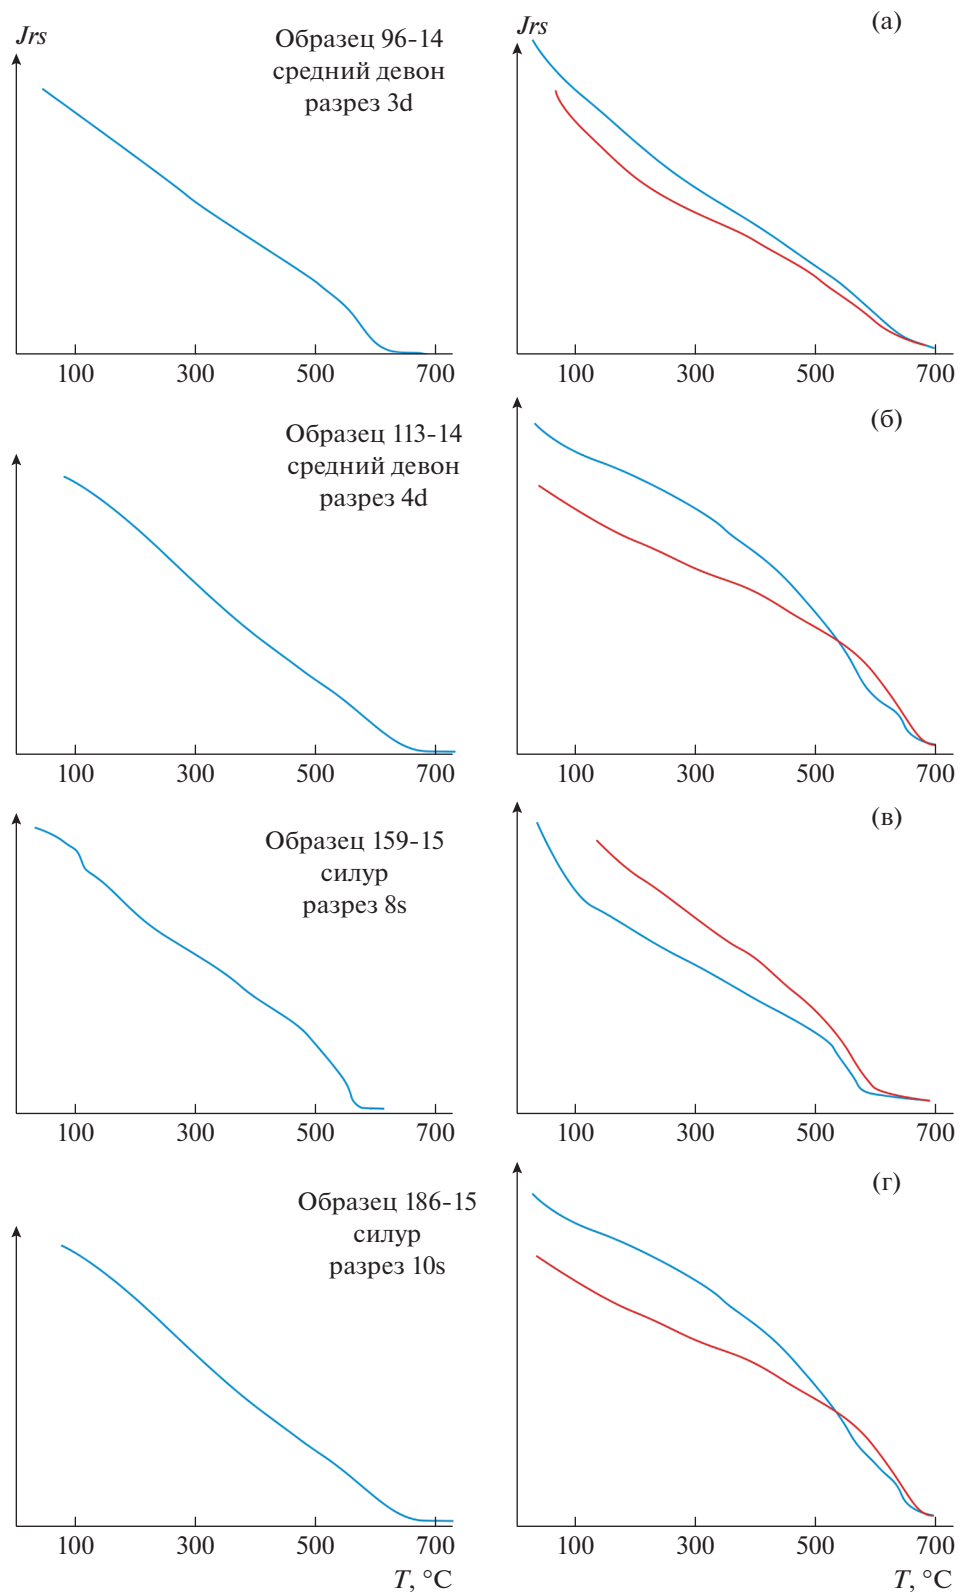 Jrs
Образец 96-14
средний девон
разрез 3d
Jrs
(а)
100 300 500 700
100 300 500 700
Образец 113-14
средний девон
разрез 4d
(б)
100 300 500 700
100 300 500 700
Образец 159-15
силур
разрез 8s
(в)
100 300 500 700
100 300 500 700
Образец 186-15
силур
разрез 10s
(г)
100 300 500 700
T, °C
100 300 500 700
T, °C